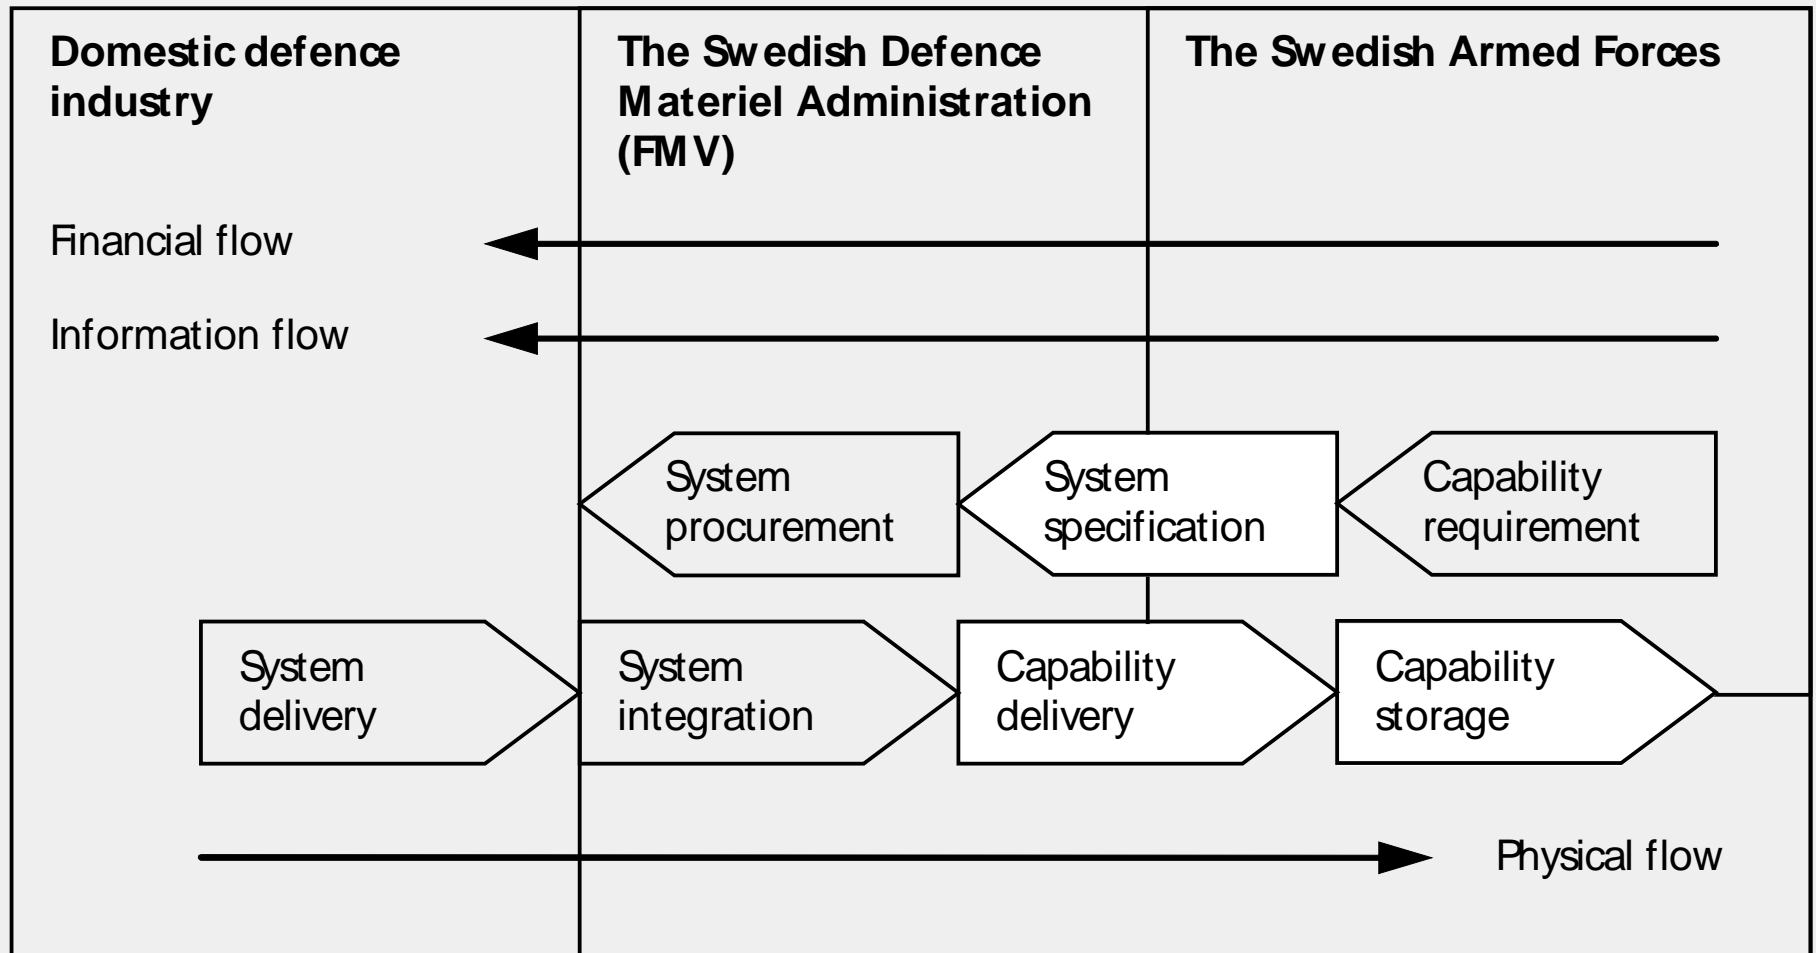 Domestic defence
industry
The Swedish Defence
Materiel Administration
(FMV)
The Swedish Armed Forces
Financial flow
Information flow
System
procurement
System
specification
Capability
requirement
System
delivery
System
integration
Capability
delivery
Capability
storage
Physical flow